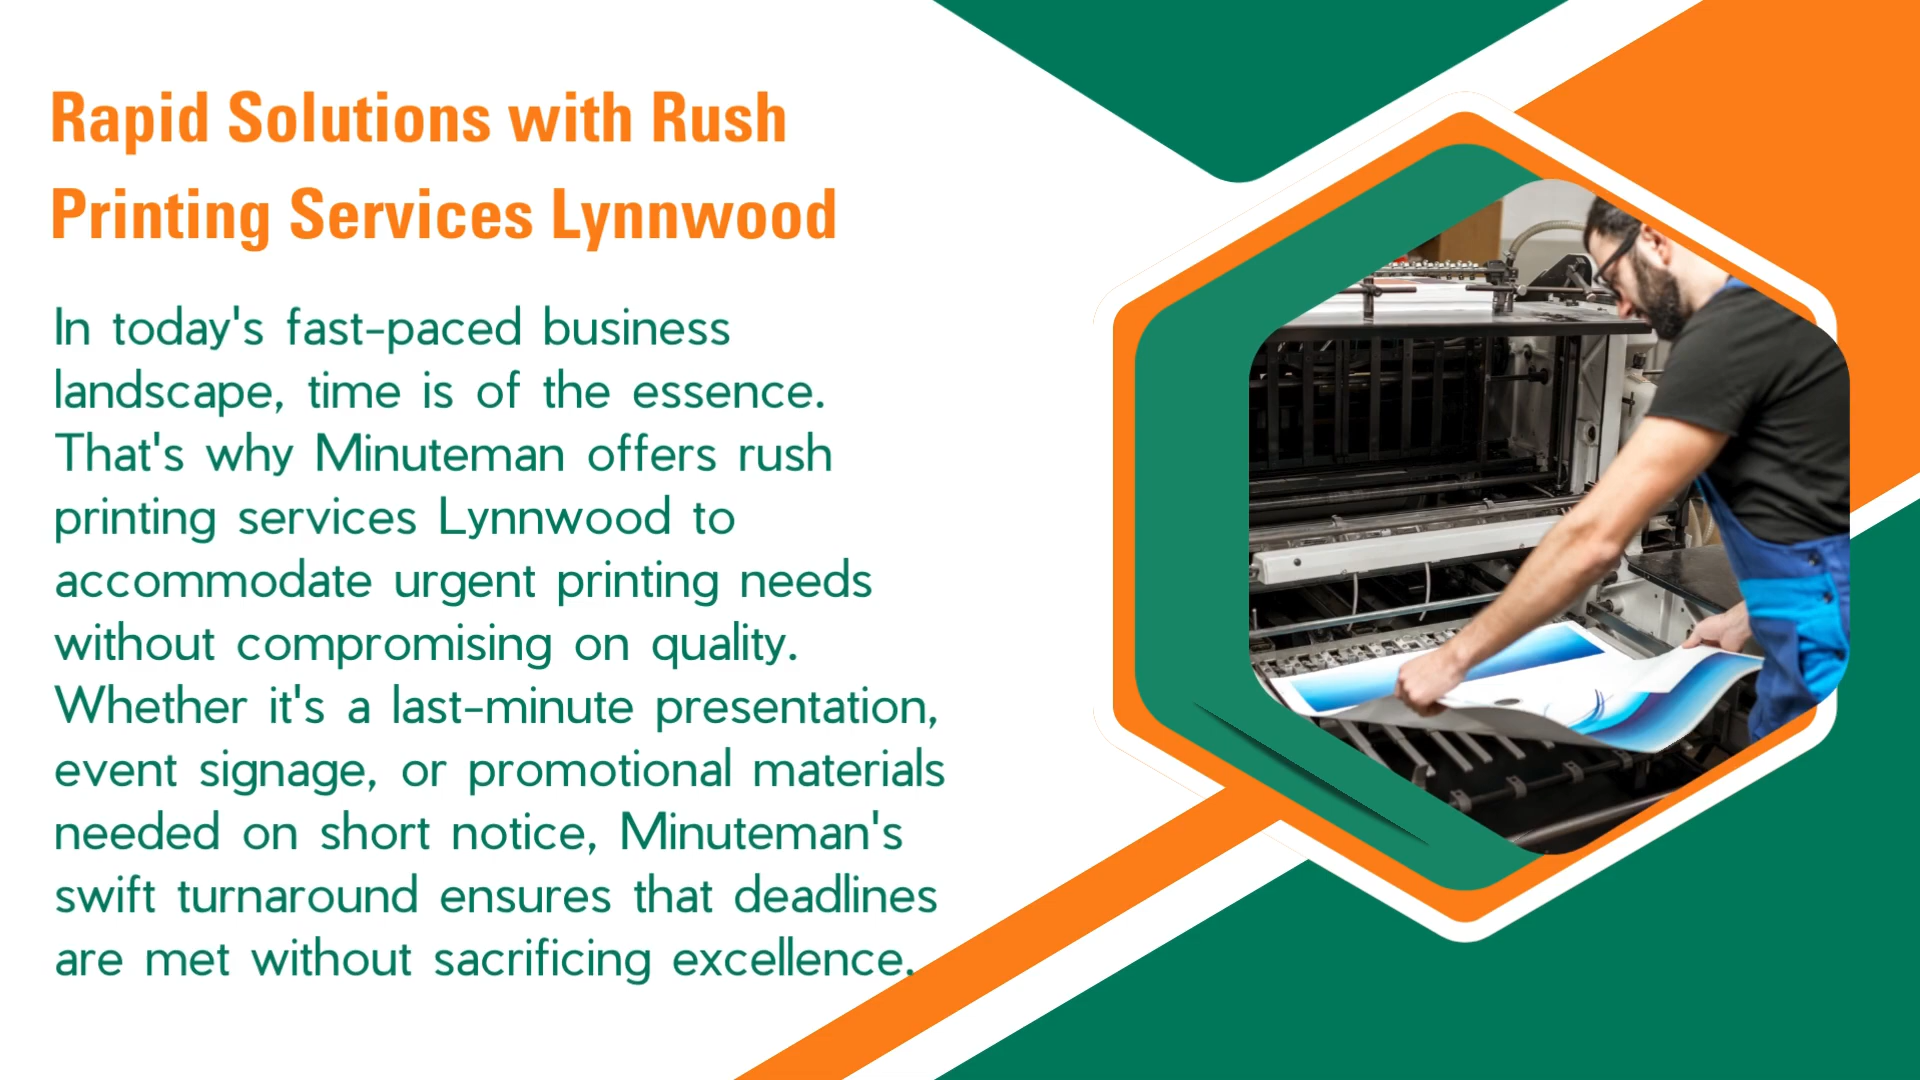 Rapid Solutions with Rush
Printing Services Lynnwood
In today's fast-paced business
landscape, time is of the essence.
That's why Minuteman offers rush
printing services Lynnwood to
accommodate urgent printing needs
without compromising on quality.
Whether it's a last-minute presentation,
event signage, or promotional materials
needed on short notice, Minuteman's
swift turnaround ensures that deadlines
are met without sacrificing excellence.